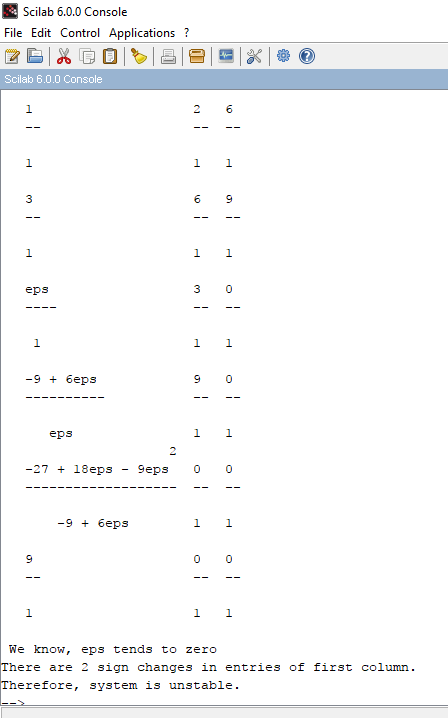 Scilab 6.0.0 Console
File Edit Control Applications ?
Scilab 6.0.0 Console
1 2 6
-- -- --
1 1 1
3 6 9
-- -- --
1 1 1
eps 3 0
---- -- --
1 1 1
-9 + 6eps 9 0
---------- -- --
eps 1 1
2
-27 + 18eps - 9eps 0 0
------------------- -- --
-9 + 6eps 1 1
9 0 0
-- -- --
1 1 1
We know, eps tends to zero
There are 2 sign changes in entries of first column.
Therefore, system is unstable.
-->